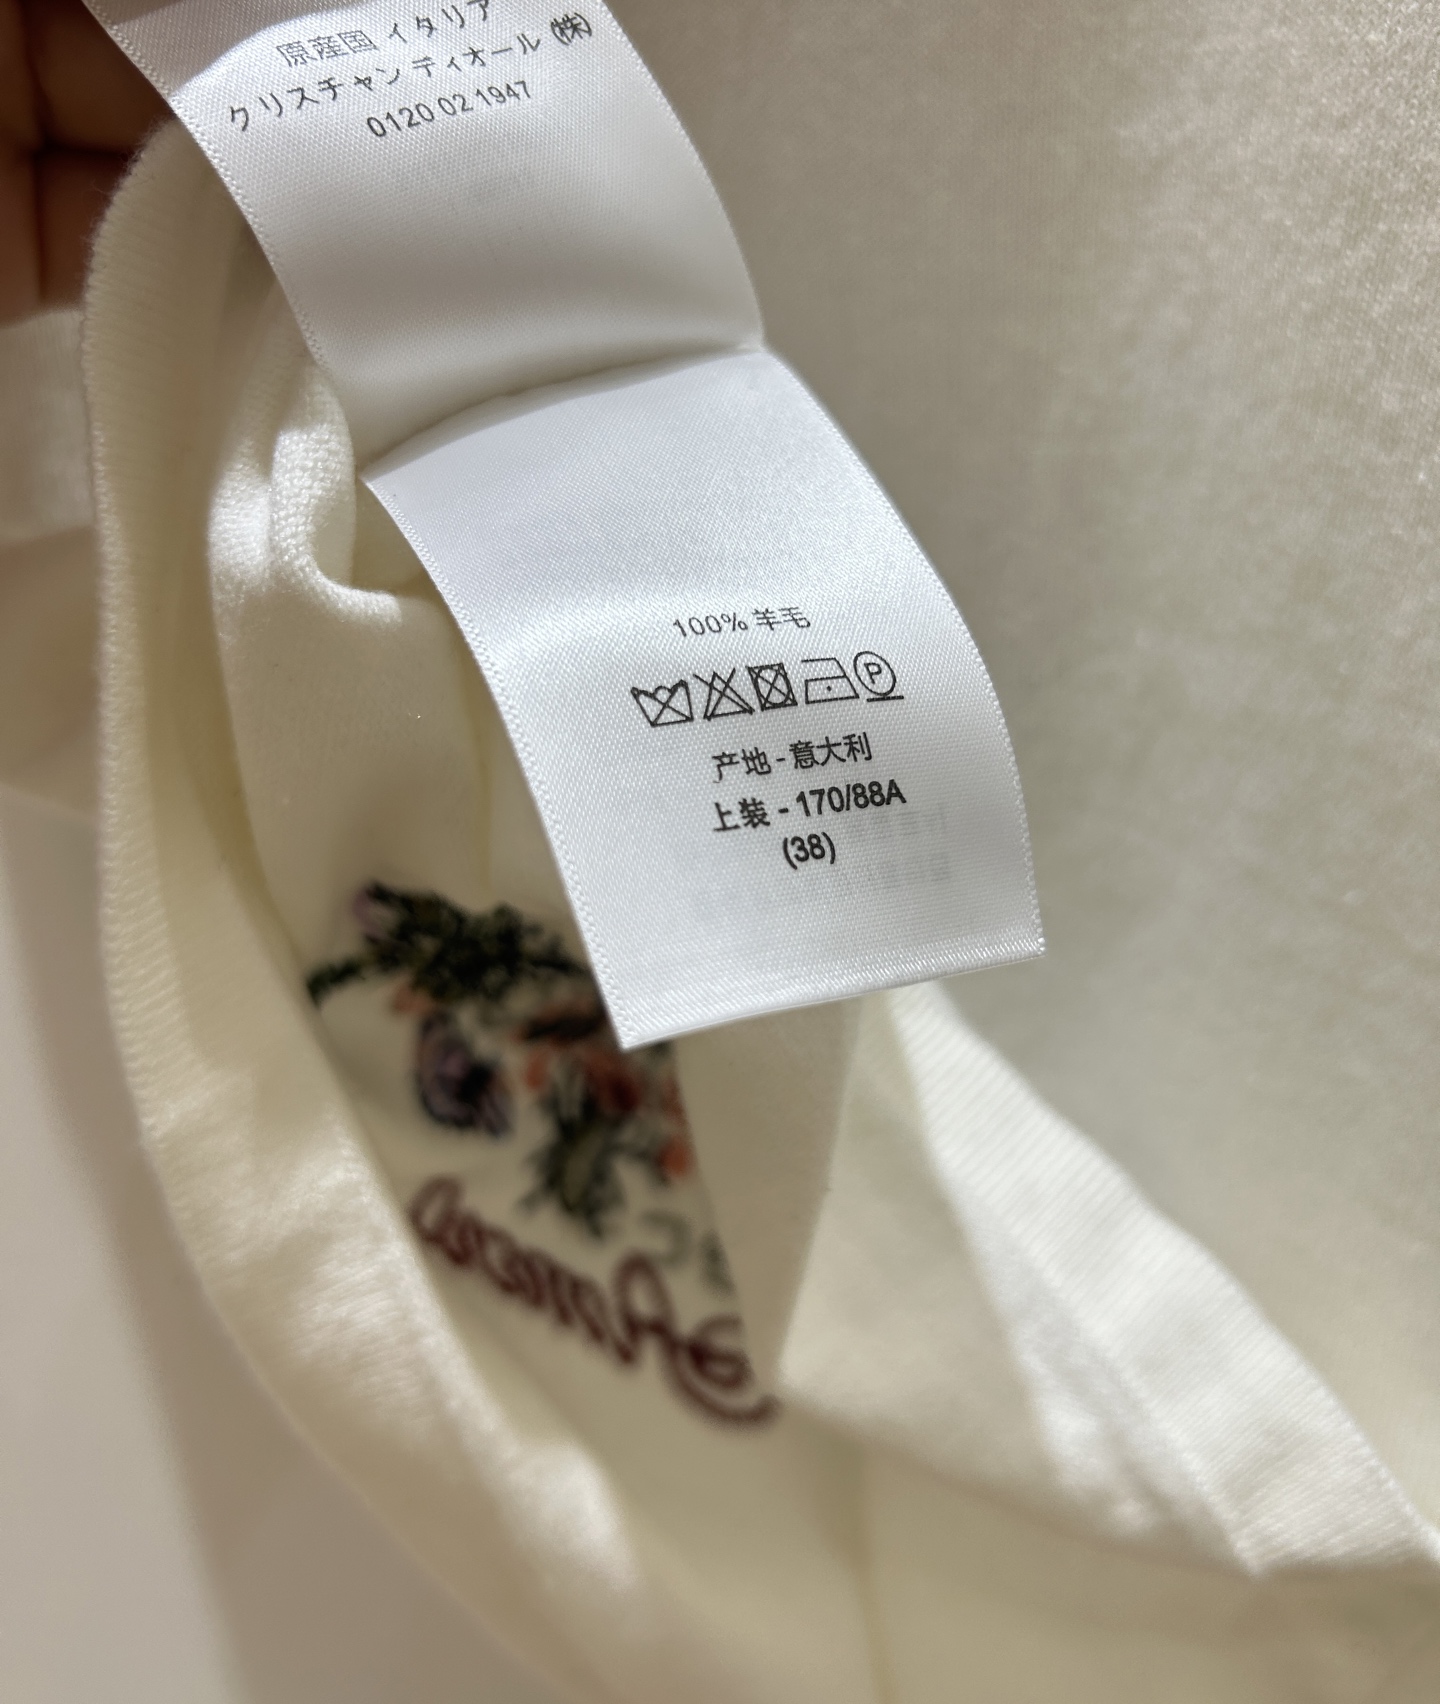 原産国 イタリア
クリスチャン ディオール (株)
0120 02 1947
100% 羊毛
P
产地 - 意大利
上装 - 170/88A
(38)